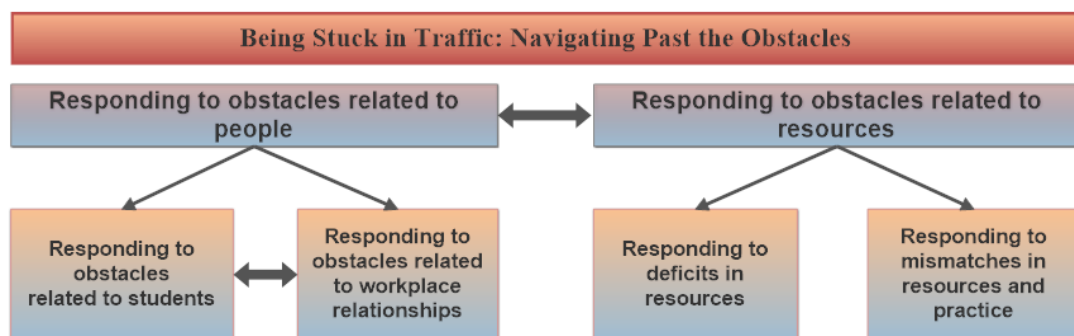 Being Stuck in Traffic: Navigating Past the Obstacles
Responding to obstacles related to
people
Responding to obstacles related to
resources
Responding to
obstacles
related to students
Responding to
obstacles related
to workplace
relationships
Responding to
deficits in
resources
Responding to
mismatches in
resources and
practice